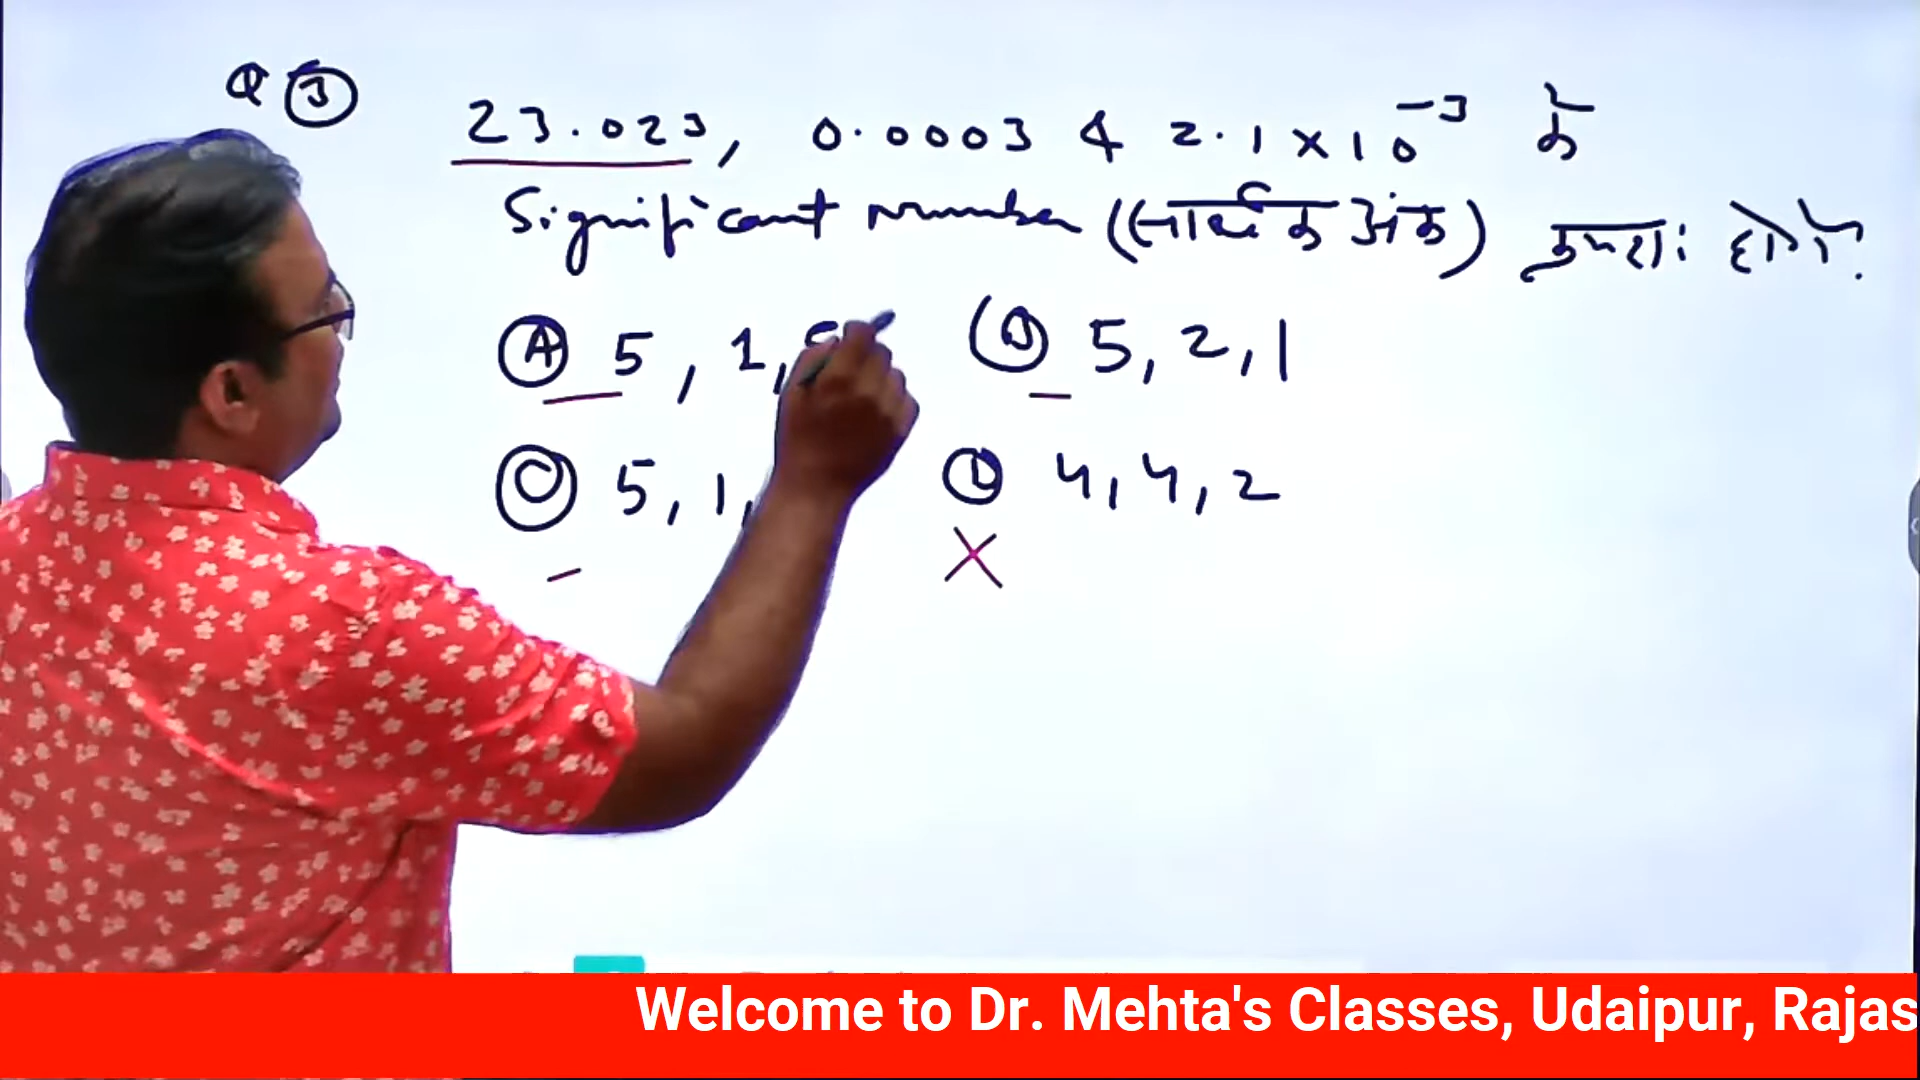 Q ③
23.023, 0.0003 & 2.1 × 10⁻³ के
Significant number (सार्थक अंक) क्रमशः होंगे?
Ⓐ 5, 1,
5, 2, 1
Ⓒ 5, 1,
4, 4, 2
×
Welcome to Dr. Mehta's Classes, Udaipur, Rajas